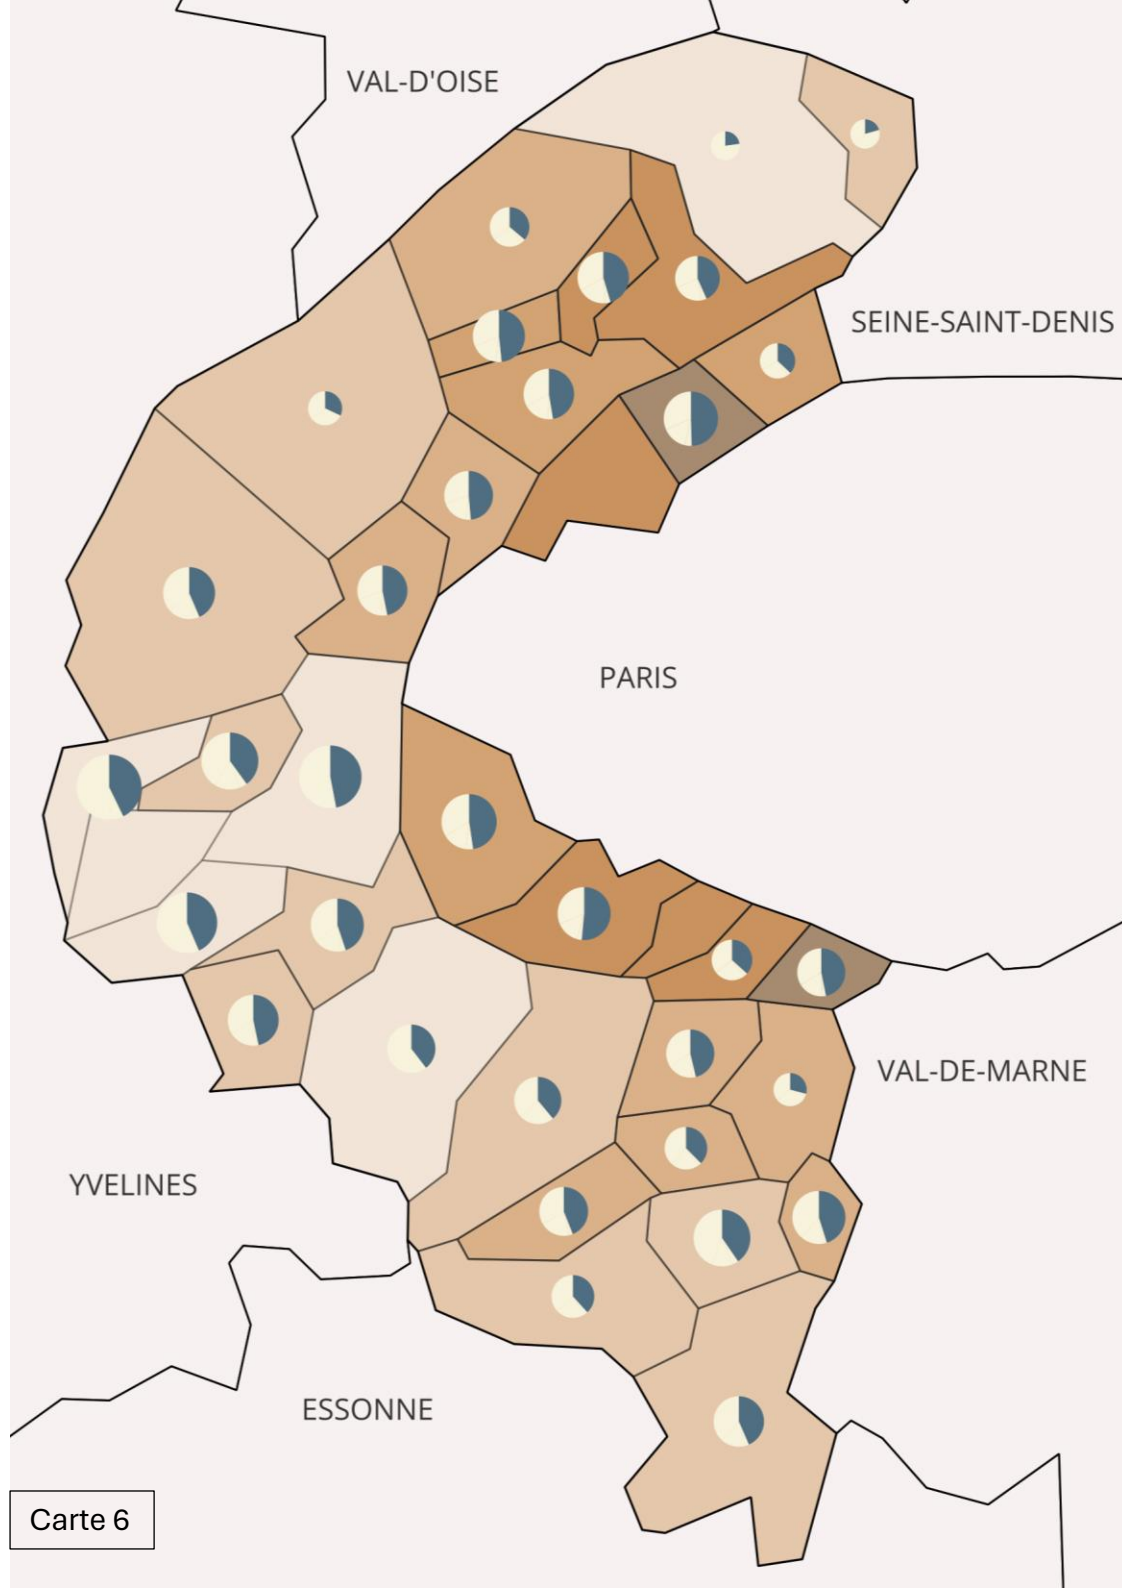 VAL-D'OISE
SEINE-SAINT-DENIS
PARIS
VAL-DE-MARNE
YVELINES
ESSONNE
Carte 6